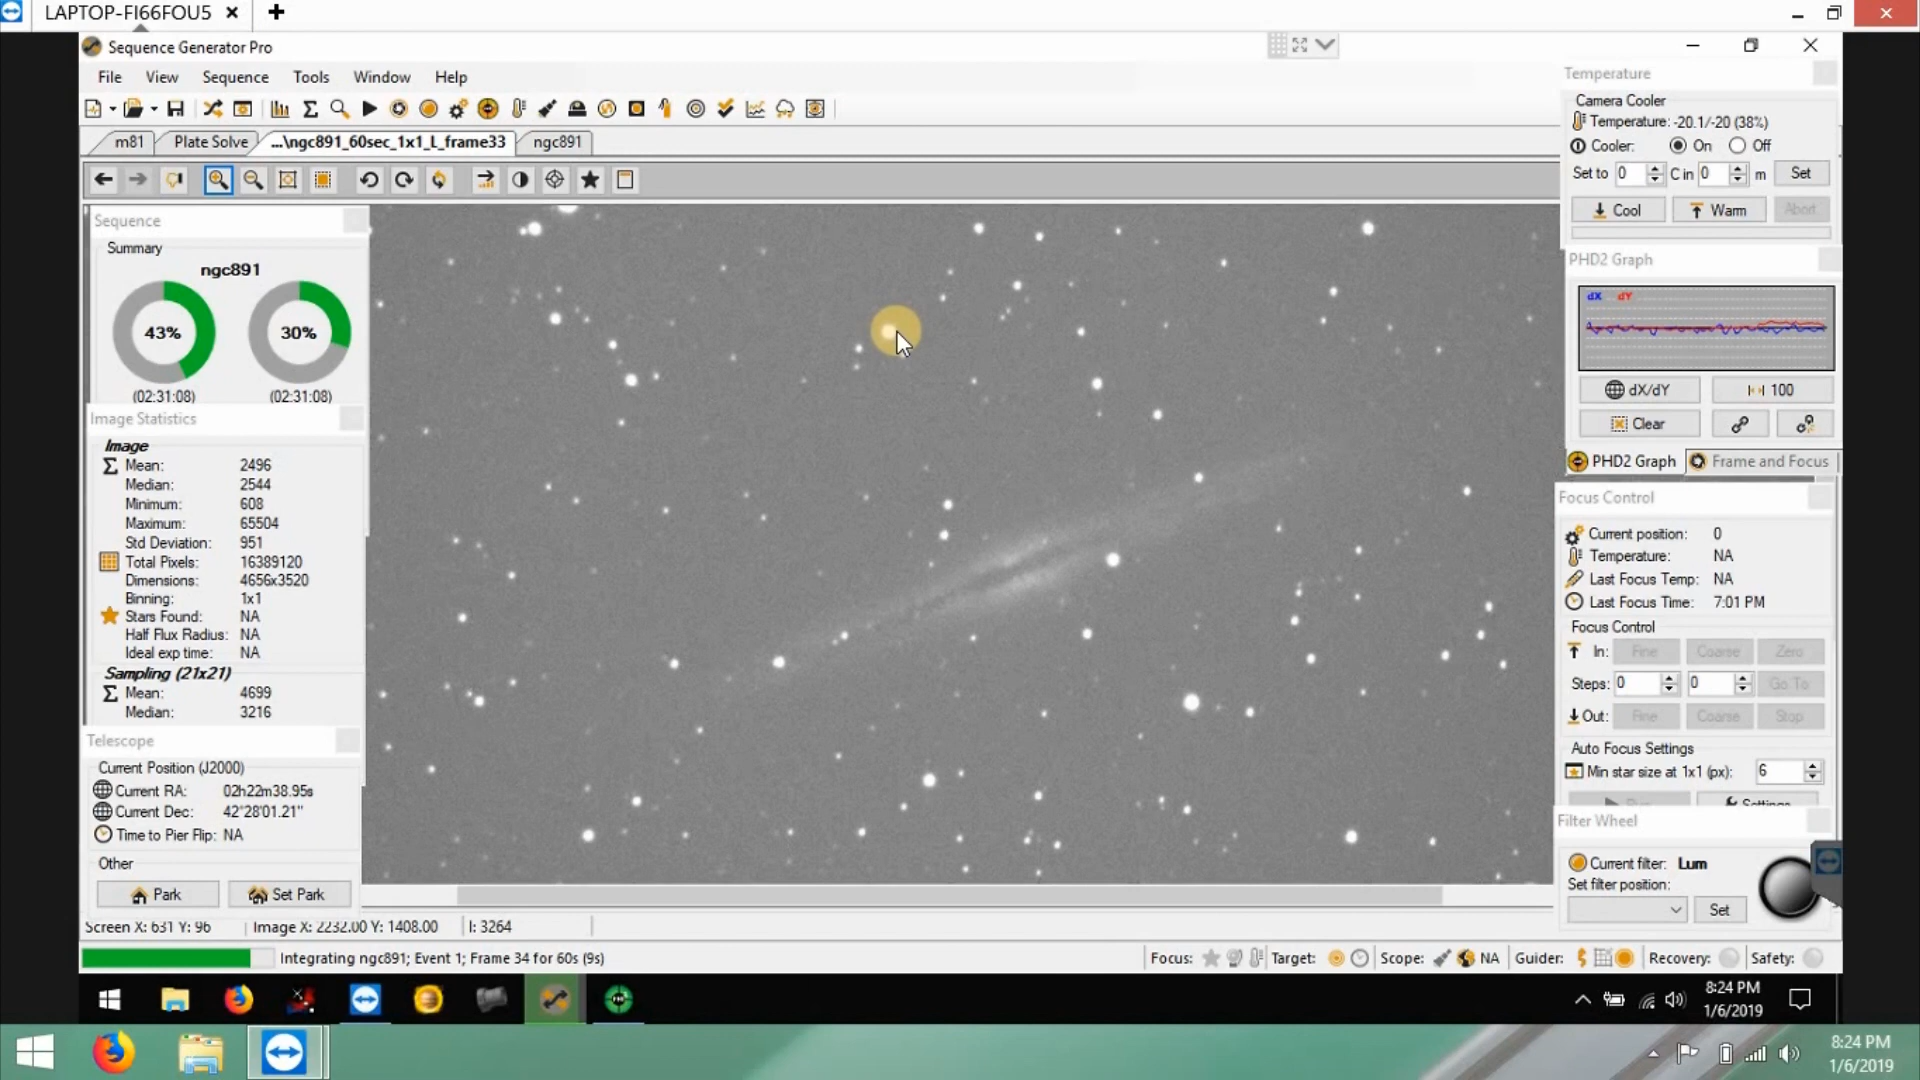 LAPTOP-FI66FOU5
Sequence Generator Pro
File View Sequence Tools Window Help
m81 Plate Solve ...\ngc891_60sec_1x1_L_frame33 ngc891
Sequence
Summary
ngc891
43% 30%
(02:31:08) (02:31:08)
Image Statistics
Image
Mean: 2496
Median: 2544
Minimum: 608
Maximum: 65504
Std Deviation: 951
Total Pixels: 16389120
Dimensions: 4656x3520
Binning: 1x1
Stars Found: NA
Half Flux Radius: NA
Ideal exp time: NA
Sampling (21x21)
Mean: 4699
Median: 3216
Telescope
Current Position (J2000)
Current RA: 02h22m38.95s
Current Dec: 42°28'01.21"
Time to Pier Flip: NA
Other
Park Set Park
Temperature
Camera Cooler
Temperature: -20.1/-20 (38%)
Cooler: On Off
Set to 0 C in 0 m Set
Cool Warm Abort
PHD2 Graph
dX dY
dX/dY 100
Clear
PHD2 Graph Frame and Focus
Focus Control
Current position: 0
Temperature: NA
Last Focus Temp: NA
Last Focus Time: 7:01 PM
Focus Control
In: Fine Coarse Zero
Steps: 0 0 Go To
Out: Fine Coarse Stop
Auto Focus Settings
Min star size at 1x1 (px): 6
Run Settings
Filter Wheel
Current filter: Lum
Set filter position:
Set
Screen X: 631 Y: 96 Image X: 2232.00 Y: 1408.00 I: 3264
Integrating ngc891; Event 1; Frame 34 for 60s (9s) Focus: Target: Scope: NA Guider: Recovery: Safety:
8:24 PM
1/6/2019
8:24 PM
1/6/2019